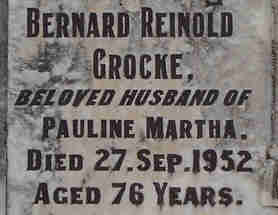 BERNARD REINOLD
GROCKE,
BELOVED HUSBAND OF
PAULINE MARTHA.
DIED 27. SEP. 1952
AGED 76 YEARS.